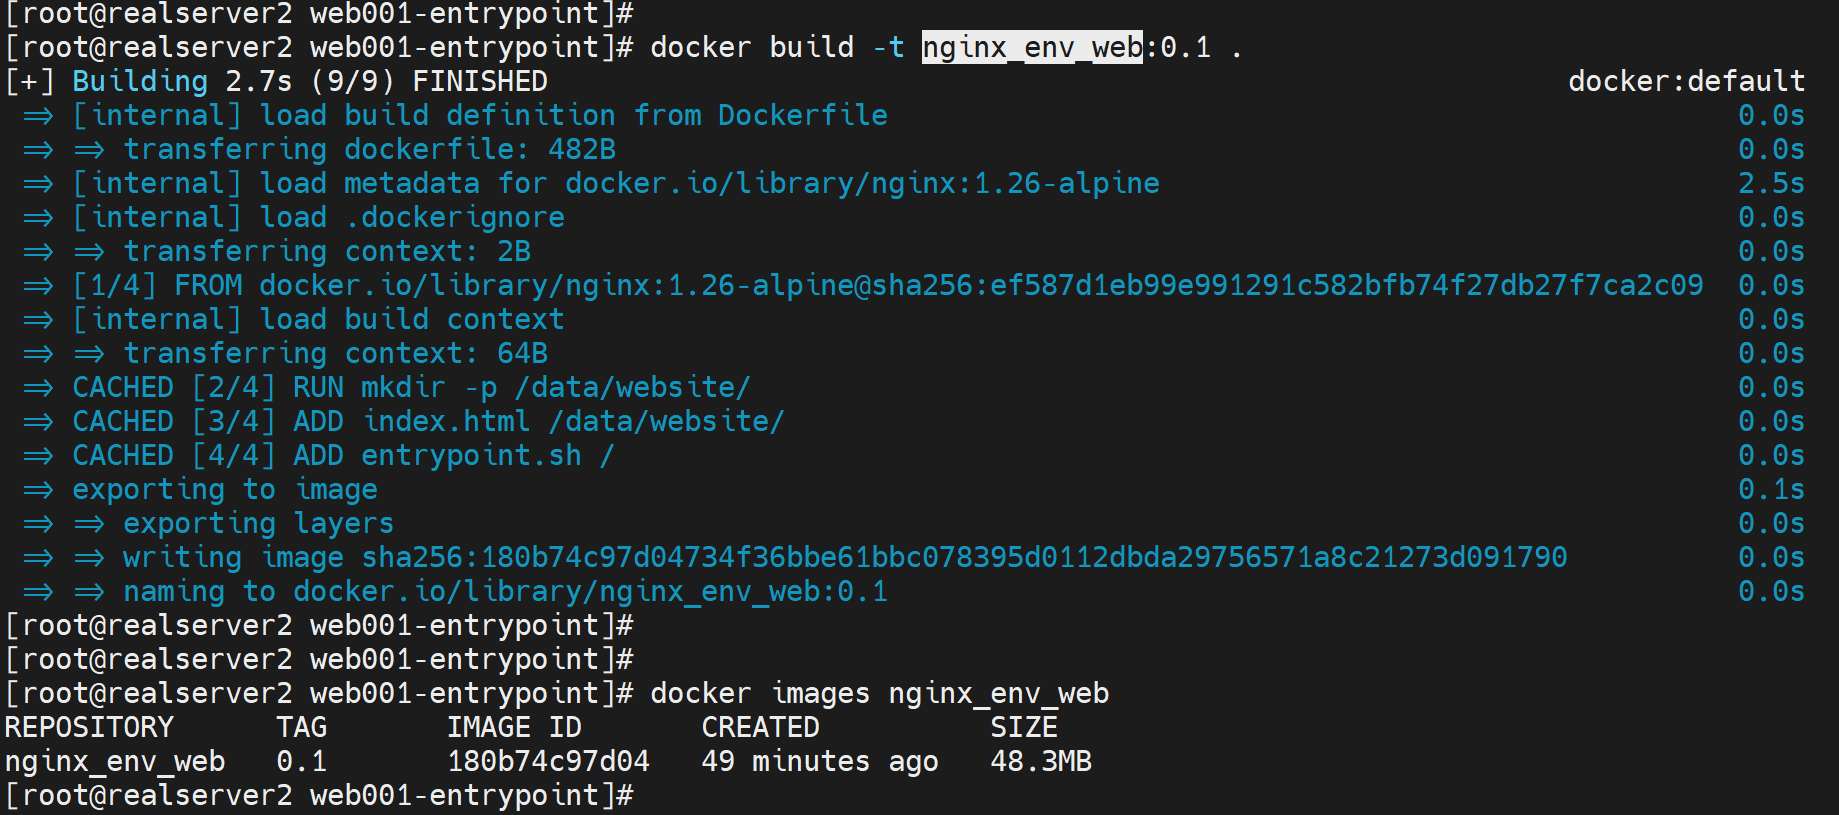 [root@realserver2 web001-entrypoint]#
[root@realserver2 web001-entrypoint]# docker build -t nginx_env_web:0.1 .
[+] Building 2.7s (9/9) FINISHED docker:default
=> [internal] load build definition from Dockerfile 0.0s
=> => transferring dockerfile: 482B 0.0s
=> [internal] load metadata for docker.io/library/nginx:1.26-alpine 2.5s
=> [internal] load .dockerignore 0.0s
=> => transferring context: 2B 0.0s
=> [1/4] FROM docker.io/library/nginx:1.26-alpine@sha256:ef587d1eb99e991291c582bfb74f27db27f7ca2c09 0.0s
=> [internal] load build context 0.0s
=> => transferring context: 64B 0.0s
=> CACHED [2/4] RUN mkdir -p /data/website/ 0.0s
=> CACHED [3/4] ADD index.html /data/website/ 0.0s
=> CACHED [4/4] ADD entrypoint.sh / 0.0s
=> exporting to image 0.1s
=> => exporting layers 0.0s
=> => writing image sha256:180b74c97d04734f36bbe61bbc078395d0112dbda29756571a8c21273d091790 0.0s
=> => naming to docker.io/library/nginx_env_web:0.1 0.0s
[root@realserver2 web001-entrypoint]#
[root@realserver2 web001-entrypoint]#
[root@realserver2 web001-entrypoint]# docker images nginx_env_web
REPOSITORY TAG IMAGE ID CREATED SIZE
nginx_env_web 0.1 180b74c97d04 49 minutes ago 48.3MB
[root@realserver2 web001-entrypoint]#